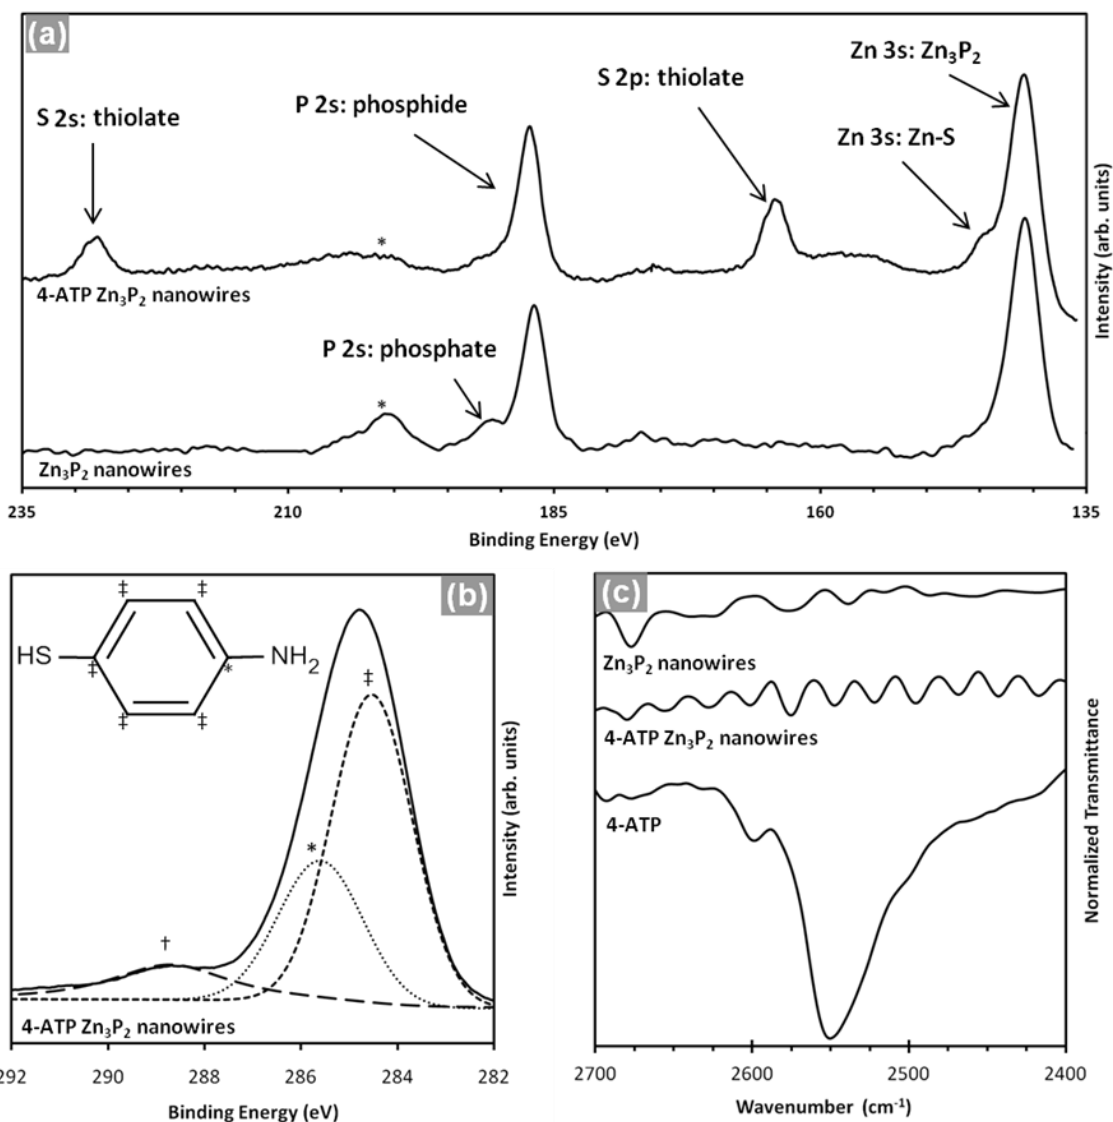 (a)
Zn 3s: Zn₃P₂
S 2p: thiolate
P 2s: phosphide
S 2s: thiolate
Zn 3s: Zn-S
*
4-ATP Zn₃P₂ nanowires
P 2s: phosphate
*
Zn₃P₂ nanowires
Intensity (arb. units)
235 210 185 160 135
Binding Energy (eV)
(b)
‡ ‡
HS ‡ * NH₂
‡ ‡
‡
*
†
4-ATP Zn₃P₂ nanowires
Intensity (arb. units)
292 290 288 286 284 282
Binding Energy (eV)
(c)
Zn₃P₂ nanowires
4-ATP Zn₃P₂ nanowires
4-ATP
Normalized Transmittance
2700 2600 2500 2400
Wavenumber (cm⁻¹)